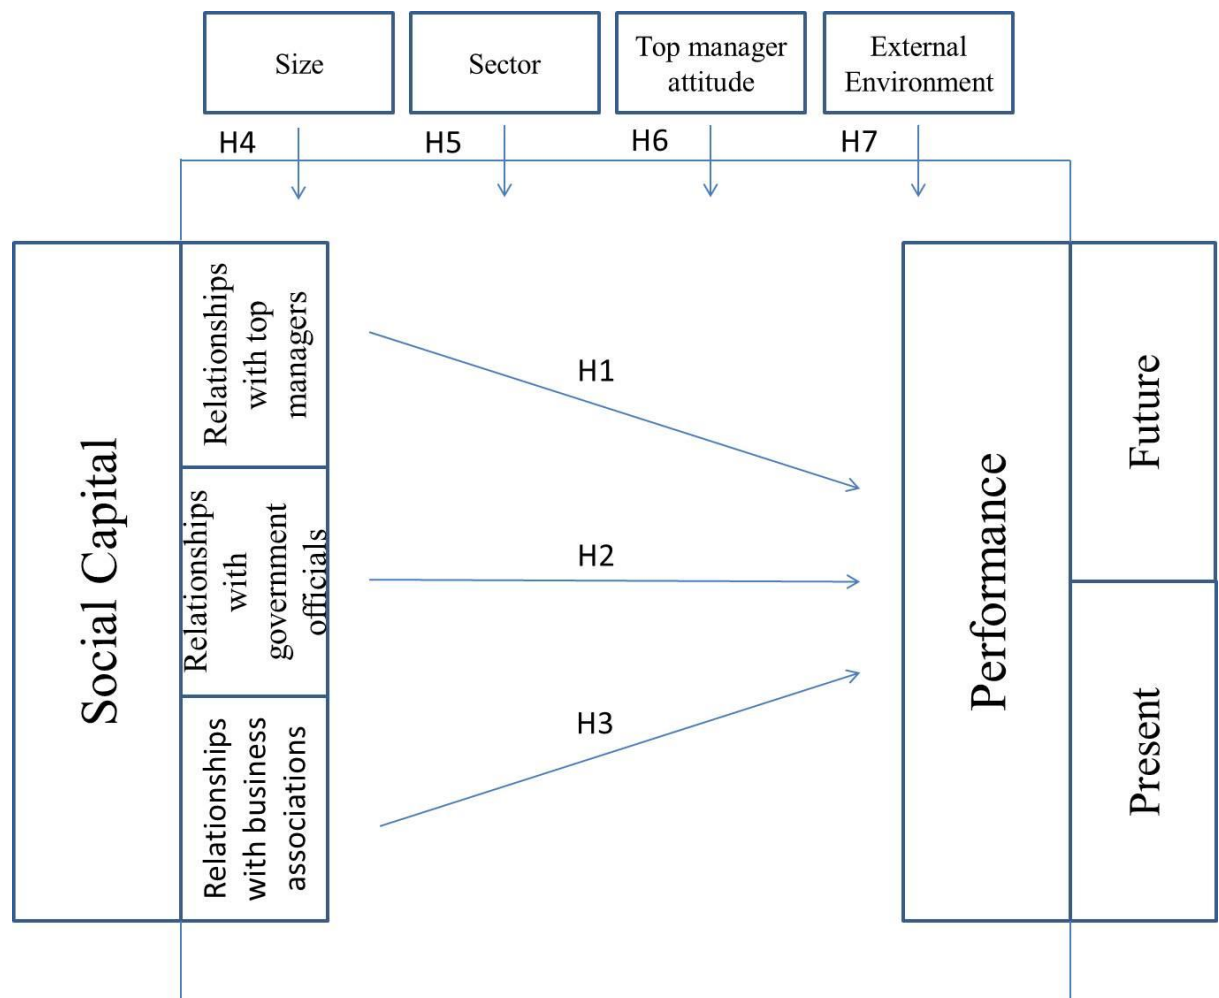 Size
Sector
Top manager
attitude
External
Environment
H4
H5
H6
H7
Social Capital
Relationships
with top
managers
Relationships
with
government
officials
Relationships
with business
associations
H1
H2
H3
Performance
Future
Present